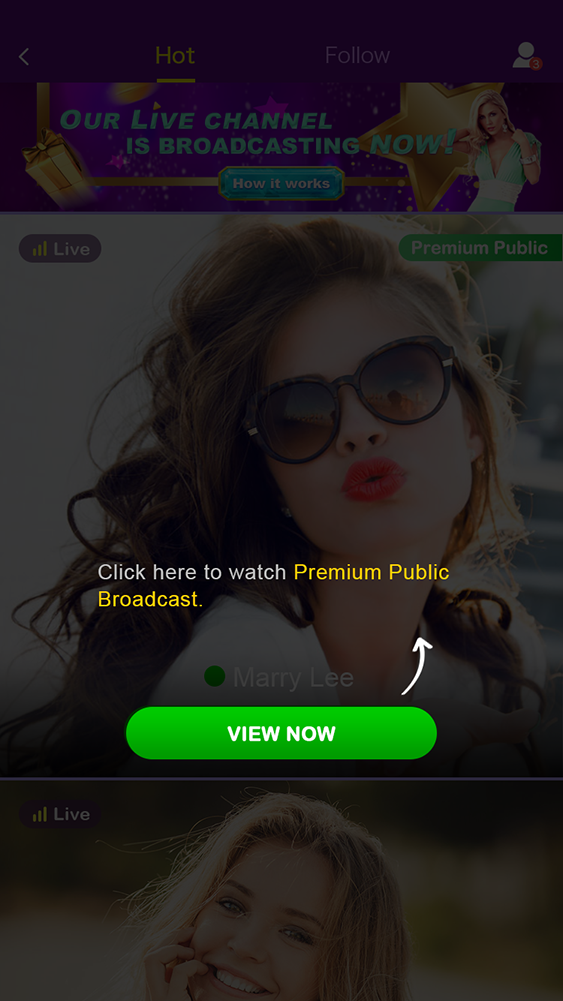 Hot
Follow
3
OUR LIVE CHANNEL
IS BROADCASTING NOW!
How it works
Live
Premium Public
Click here to watch Premium Public
Broadcast.
Marry Lee
VIEW NOW
Live